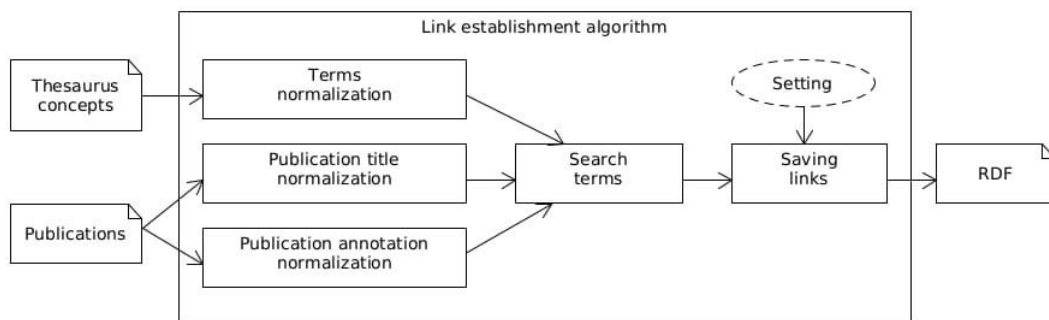 Link establishment algorithm
Thesaurus
concepts
Terms
normalization
Setting
Publication title
normalization
Search
terms
Saving
links
RDF
Publications
Publication annotation
normalization